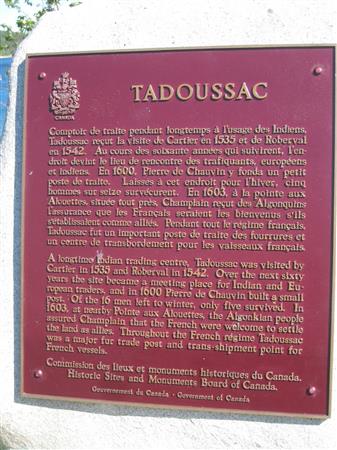 CANADA
TADOUSSAC
Comptoir de traite pendant longtemps à l'usage des Indiens,
Tadoussac reçut la visite de Cartier en 1535 et de Roberval
en 1542. Au cours des soixante années qui suivirent, l'en-
droit devint le lieu de rencontre des trafiquants, européens
et indiens. En 1600, Pierre de Chauvin y fonda un petit
poste de traite. Laissés à cet endroit pour l'hiver, cinq
hommes sur seize survécurent. En 1603, à la pointe aux
Alouettes, située tout près, Champlain reçut des Algonquins
l'assurance que les Français seraient les bienvenus s'ils
s'établissaient comme alliés. Pendant tout le régime français,
Tadoussac fut un important poste de traite des fourrures et
un centre de transbordement pour les vaisseaux français.
A longtime Indian trading centre, Tadoussac was visited by
Cartier in 1535 and Roberval in 1542. Over the next sixty
years the site became a meeting place for Indian and Eu-
ropean traders, and in 1600 Pierre de Chauvin built a small
post. Of the 16 men left to winter, only five survived. In
1603, at nearby Pointe aux Alouettes, the Algonkian people
assured Champlain that the French were welcome to settle
the land as allies. Throughout the French régime Tadoussac
was a major fur trade post and trans-shipment point for
French vessels.
Commission des lieux et monuments historiques du Canada.
Historic Sites and Monuments Board of Canada.
Gouvernement du Canada - Government of Canada